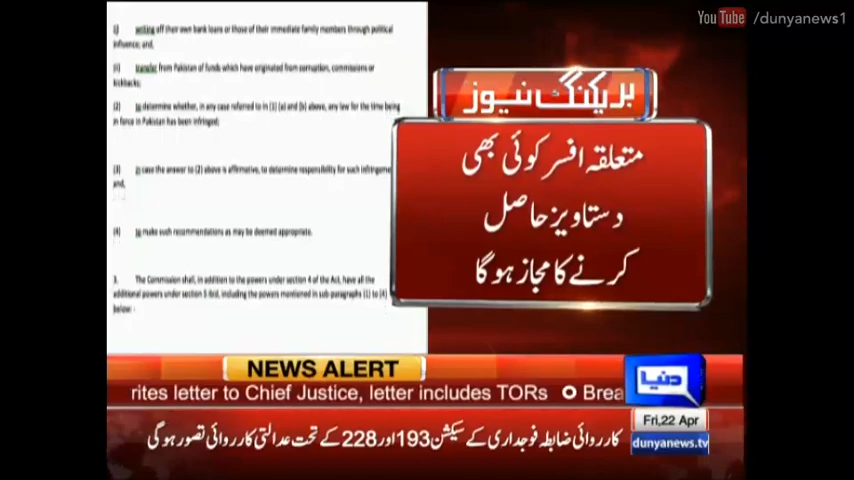 You Tube /dunyanews1
i) writing off their own bank loans or those of their immediate family members through political
influence; and,
(ii) transfer from Pakistan of funds which have originated from corruption, commissions or
kickbacks;
(2) to determine whether, in any case referred to in (1) (a) and (b) above, any law for the time being
in force in Pakistan has been infringed;
(3) in case the answer to (2) above is affirmative, to determine responsibility for such infringeme
and,
(4) to make such recommendations as may be deemed appropriate.
3. The Commission shall, in addition to the powers under section 4 of the Act, have all the
additional powers under section 5 ibid, including the powers mentioned in sub-paragraphs (1) to (4)
below: -
بریکنگ نیوز
متعلقہ افسر کوئی بھی
دستاویز حاصل
کرنے کا مجاز ہوگا
NEWS ALERT
rites letter to Chief Justice, letter includes TORs Brea
دنیا
Fri,22 Apr
dunyanews.tv
کارروائی ضابطہ فوجداری کے سیکشن 193 اور 228 کے تحت عدالتی کارروائی تصور ہوگی